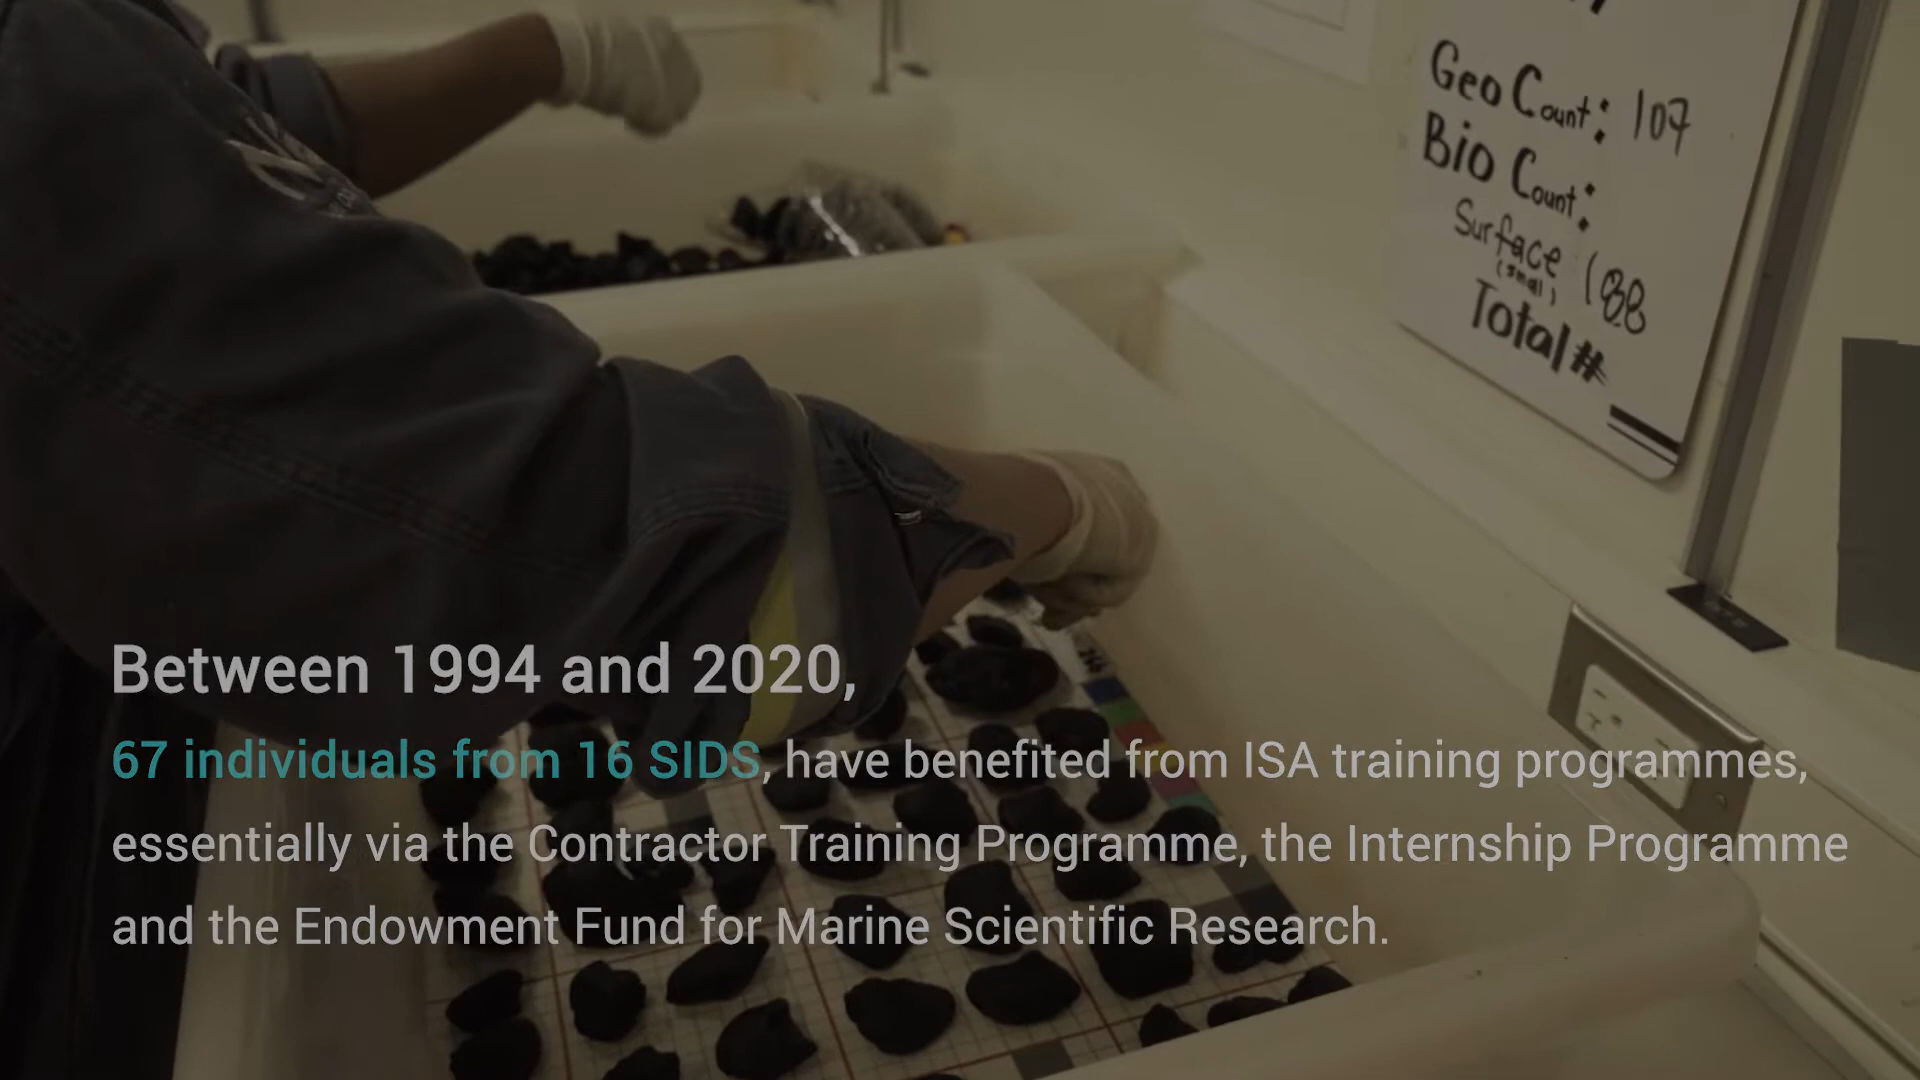 Geo Count: 107
Bio Count:
Surface 188
(small)
Total #
Between 1994 and 2020,
67 individuals from 16 SIDS, have benefited from ISA training programmes,
essentially via the Contractor Training Programme, the Internship Programme
and the Endowment Fund for Marine Scientific Research.